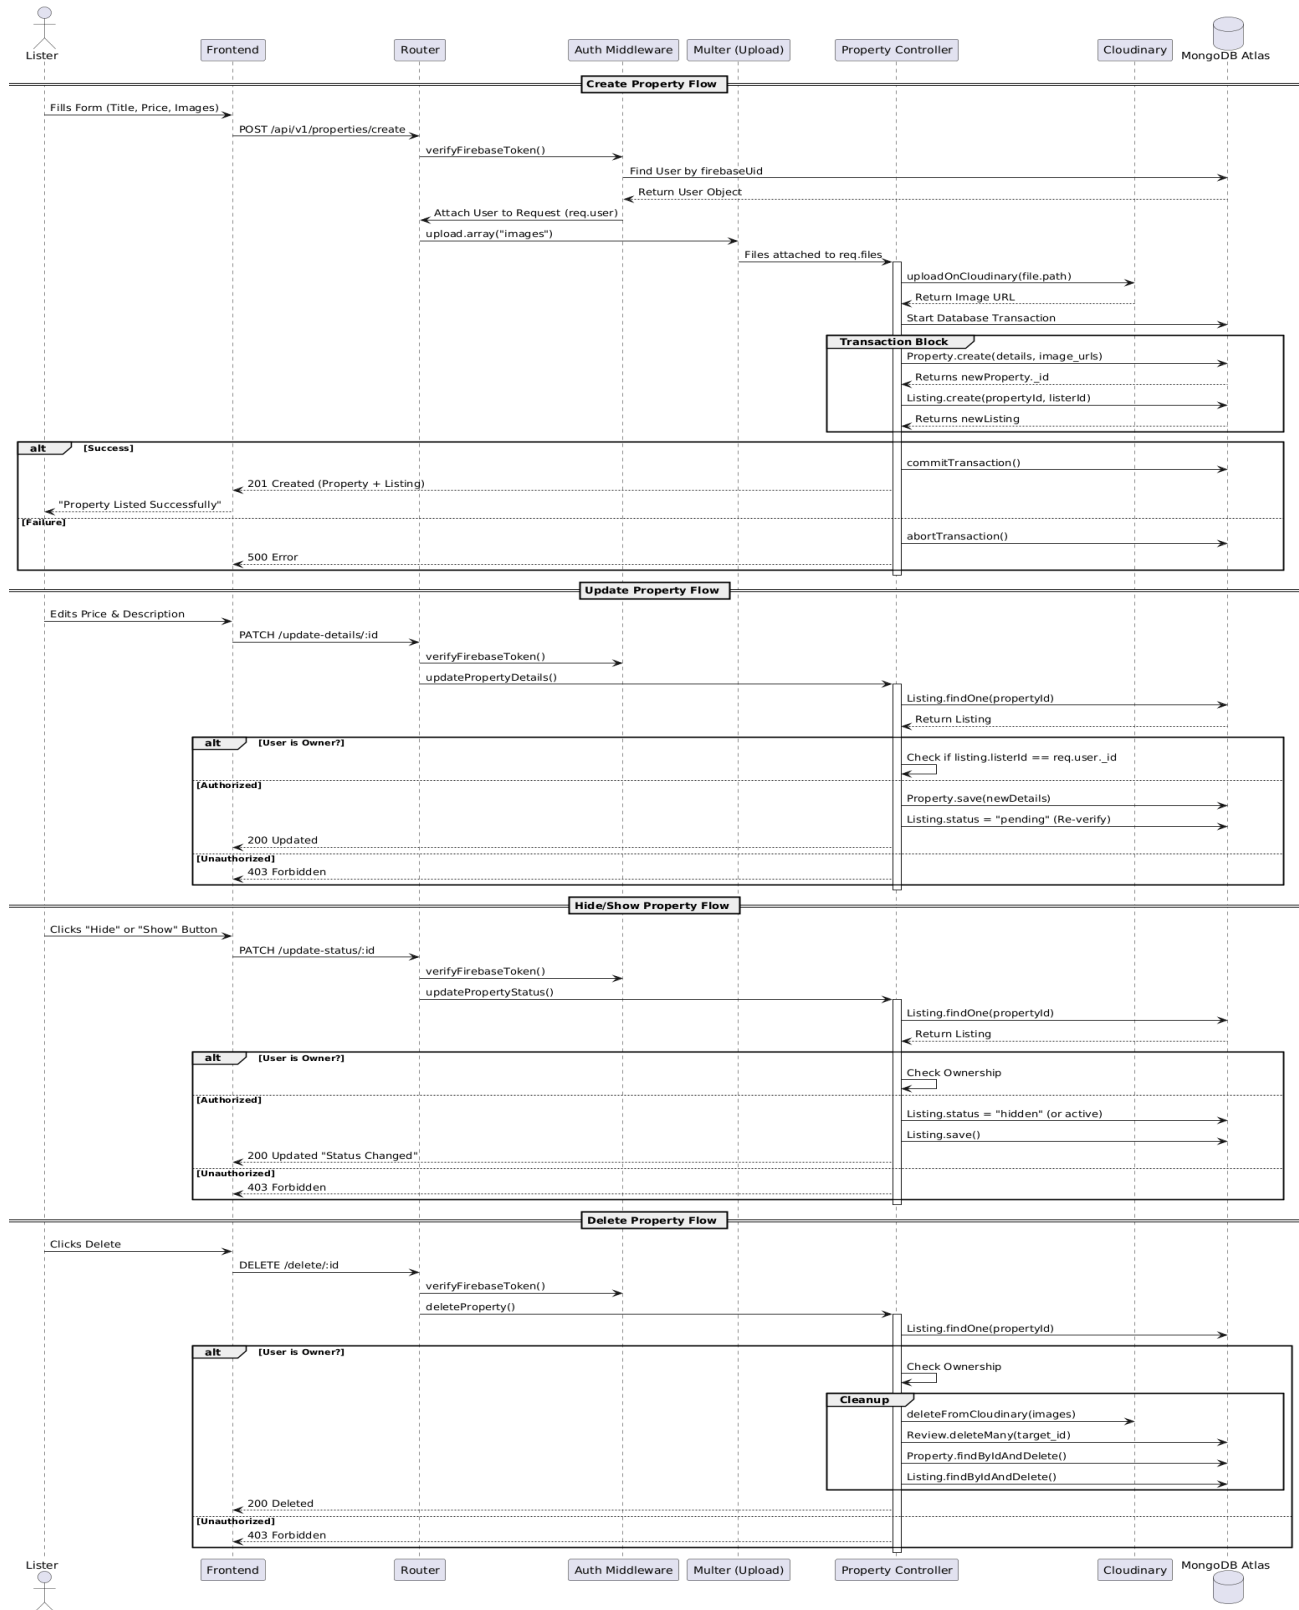 Lister
Frontend
Router
Auth Middleware
Multer (Upload)
Property Controller
Cloudinary
MongoDB Atlas
Create Property Flow
Fills Form (Title, Price, Images)
POST /api/v1/properties/create
verifyFirebaseToken()
Find User by firebaseUid
Return User Object
Attach User to Request (req.user)
upload.array("images")
Files attached to req.files
uploadOnCloudinary(file.path)
Return Image URL
Start Database Transaction
Transaction Block
Property.create(details, image_urls)
Returns newProperty._id
Listing.create(propertyId, listerId)
Returns newListing
alt [Success]
commitTransaction()
201 Created (Property + Listing)
"Property Listed Successfully"
[Failure]
abortTransaction()
500 Error
Update Property Flow
Edits Price & Description
PATCH /update-details/:id
verifyFirebaseToken()
updatePropertyDetails()
Listing.findOne(propertyId)
Return Listing
alt [User is Owner?]
Check if listing.listerId == req.user._id
[Authorized]
Property.save(newDetails)
Listing.status = "pending" (Re-verify)
200 Updated
[Unauthorized]
403 Forbidden
Hide/Show Property Flow
Clicks "Hide" or "Show" Button
PATCH /update-status/:id
verifyFirebaseToken()
updatePropertyStatus()
Listing.findOne(propertyId)
Return Listing
alt [User is Owner?]
Check Ownership
[Authorized]
Listing.status = "hidden" (or active)
Listing.save()
200 Updated "Status Changed"
[Unauthorized]
403 Forbidden
Delete Property Flow
Clicks Delete
DELETE /delete/:id
verifyFirebaseToken()
deleteProperty()
Listing.findOne(propertyId)
alt [User is Owner?]
Check Ownership
Cleanup
deleteFromCloudinary(images)
Review.deleteMany(target_id)
Property.findByIdAndDelete()
Listing.findByIdAndDelete()
200 Deleted
[Unauthorized]
403 Forbidden
Lister
Frontend
Router
Auth Middleware
Multer (Upload)
Property Controller
Cloudinary
MongoDB Atlas